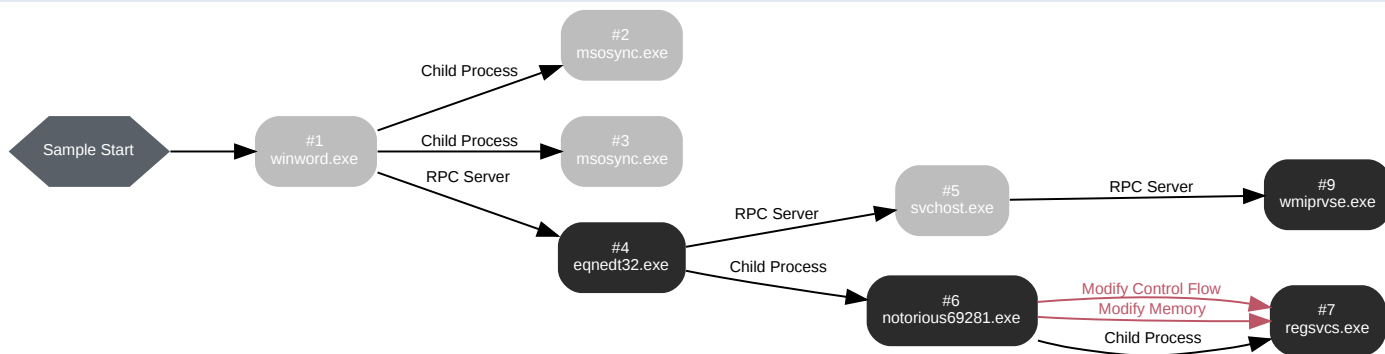 #2
msosync.exe
Child Process
Sample Start
#1
winword.exe
Child Process
#3
msosync.exe
RPC Server
#4
eqnedt32.exe
RPC Server
#5
svchost.exe
RPC Server
#9
wmiprvse.exe
Child Process
#6
notorious69281.exe
Modify Control Flow
Modify Memory
Child Process
#7
regsvcs.exe